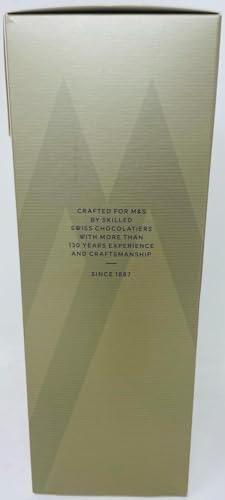 CRAFTED FOR M&S
BY SKILLED
SWISS CHOCOLATIERS
WITH MORE THAN
130 YEARS EXPERIENCE
AND CRAFTSMANSHIP
SINCE 1887